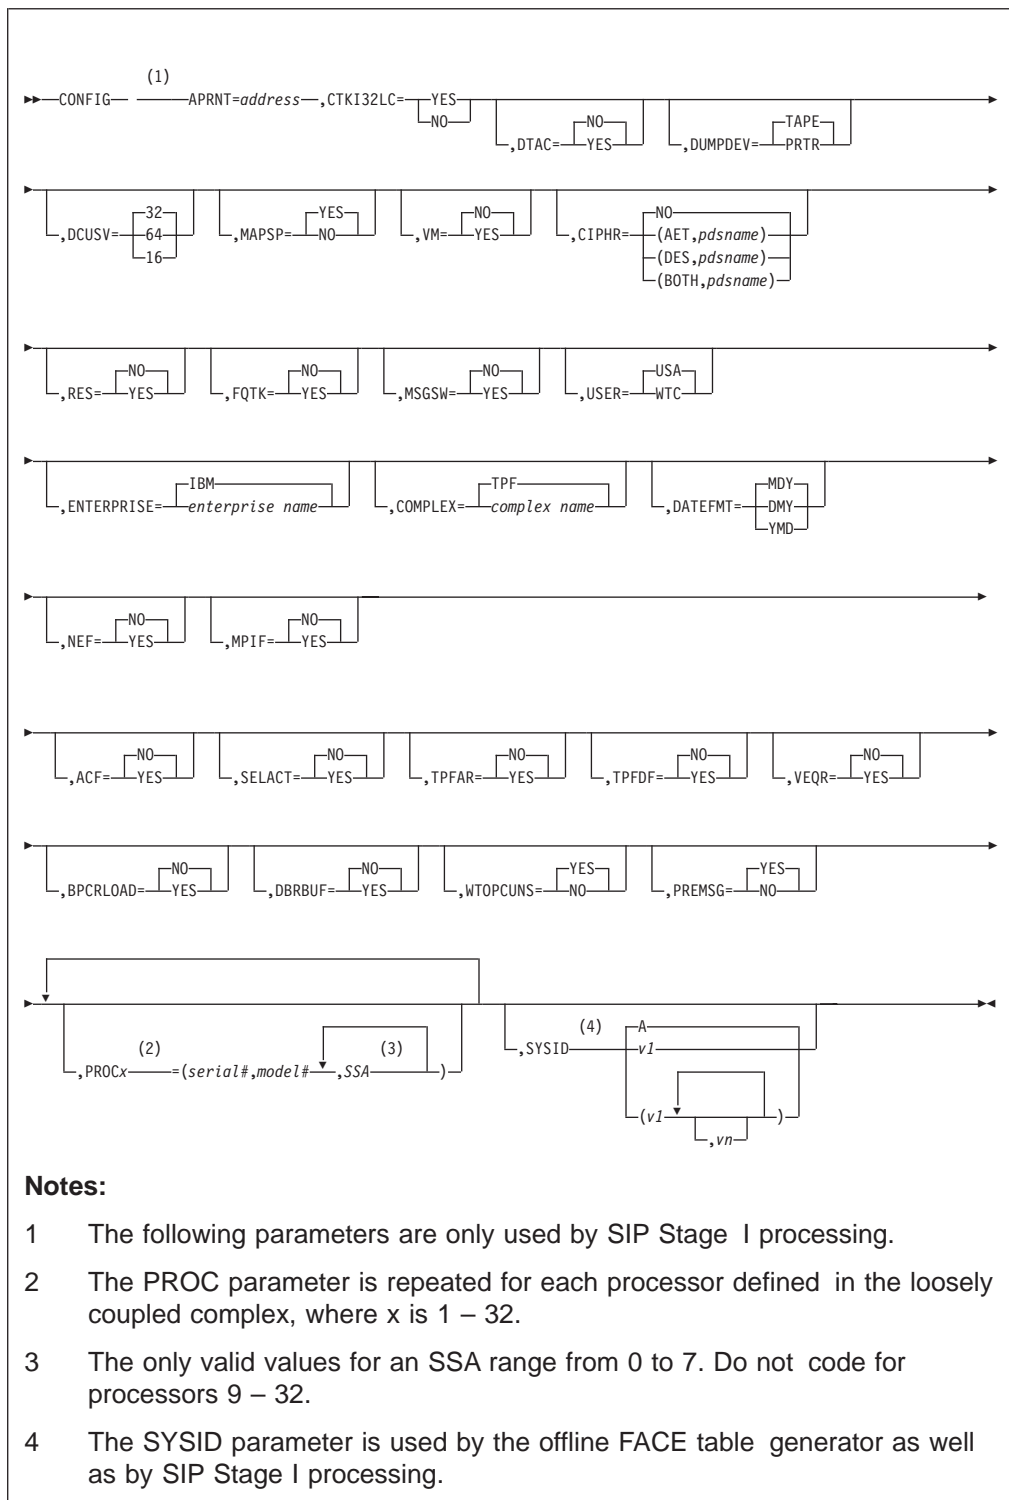 (1)
CONFIG APRNT=address ,CTKI32LC= YES
NO NO TAPE
,DTAC= YES ,DUMPDEV= PRTR
32 YES NO NO
,DCUSV= 64 ,MAPSP= NO ,VM= YES ,CIPHR= (AET,pdsname)
16 (DES,pdsname)
(BOTH,pdsname)
NO NO NO USA
,RES= YES ,FQTK= YES ,MSGSW= YES ,USER= WTC
IBM TPF MDY
,ENTERPRISE= enterprise name ,COMPLEX= complex name ,DATEFMT= DMY
YMD
NO NO
,NEF= YES ,MPIF= YES
NO NO NO NO NO
,ACF= YES ,SELACT= YES ,TPFAR= YES ,TPFDF= YES ,VEQR= YES
NO NO YES YES
,BPCRLOAD= YES ,DBRBUF= YES ,WTOPCUNS= NO ,PREMSG= NO
(4) A
,SYSID v1
(2) (3)
,PROCx =(serial#,model# ,SSA )
(v1 )
,vn
Notes:
1 The following parameters are only used by SIP Stage I processing.
2 The PROC parameter is repeated for each processor defined in the loosely
coupled complex, where x is 1 – 32.
3 The only valid values for an SSA range from 0 to 7. Do not code for
processors 9 – 32.
4 The SYSID parameter is used by the offline FACE table generator as well
as by SIP Stage I processing.